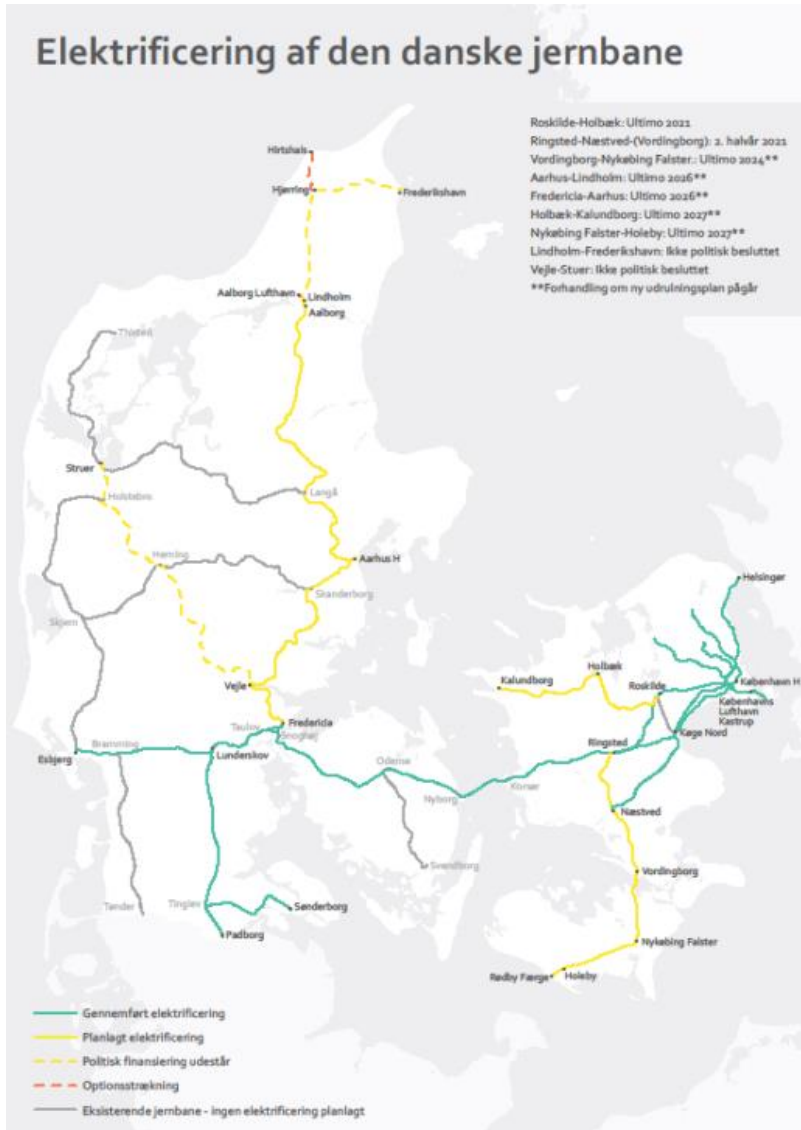 Elektrificering af den danske jernbane
Roskilde-Holbæk: Ultimo 2021
Ringsted-Næstved-(Vordingborg): 2. halvår 2021
Vordingborg-Nykøbing Falster.: Ultimo 2024**
Aarhus-Lindholm: Ultimo 2026**
Fredericia-Aarhus: Ultimo 2026**
Holbæk-Kalundborg: Ultimo 2027**
Nykøbing Falster-Holeby: Ultimo 2027**
Lindholm-Frederikshavn: Ikke politisk besluttet
Vejle-Stuer: Ikke politisk besluttet
**Forhandling om ny udrulningsplan pågår
Hirtshals
Hjørring
Frederikshavn
Aalborg Lufthavn
Lindholm
Aalborg
Thisted
Struer
Holstebro
Langå
Herning
Aarhus H
Skanderborg
Skjern
Helsingør
Vejle
Kalundborg
Holbæk
Roskilde
København H
Københavns
Lufthavn
Kastrup
Køge Nord
Fredericia
Taulov
Snoghøj
Ringsted
Esbjerg
Bramming
Lunderskov
Odense
Nyborg
Korsør
Næstved
Svendborg
Vordingborg
Tønder
Tinglev
Sønderborg
Padborg
Nykøbing Falster
Rødby Færge
Holeby
Gennemført elektrificering
Planlagt elektrificering
Politisk finansiering udestår
Optionsstrækning
Eksisterende jernbane - ingen elektrificering planlagt